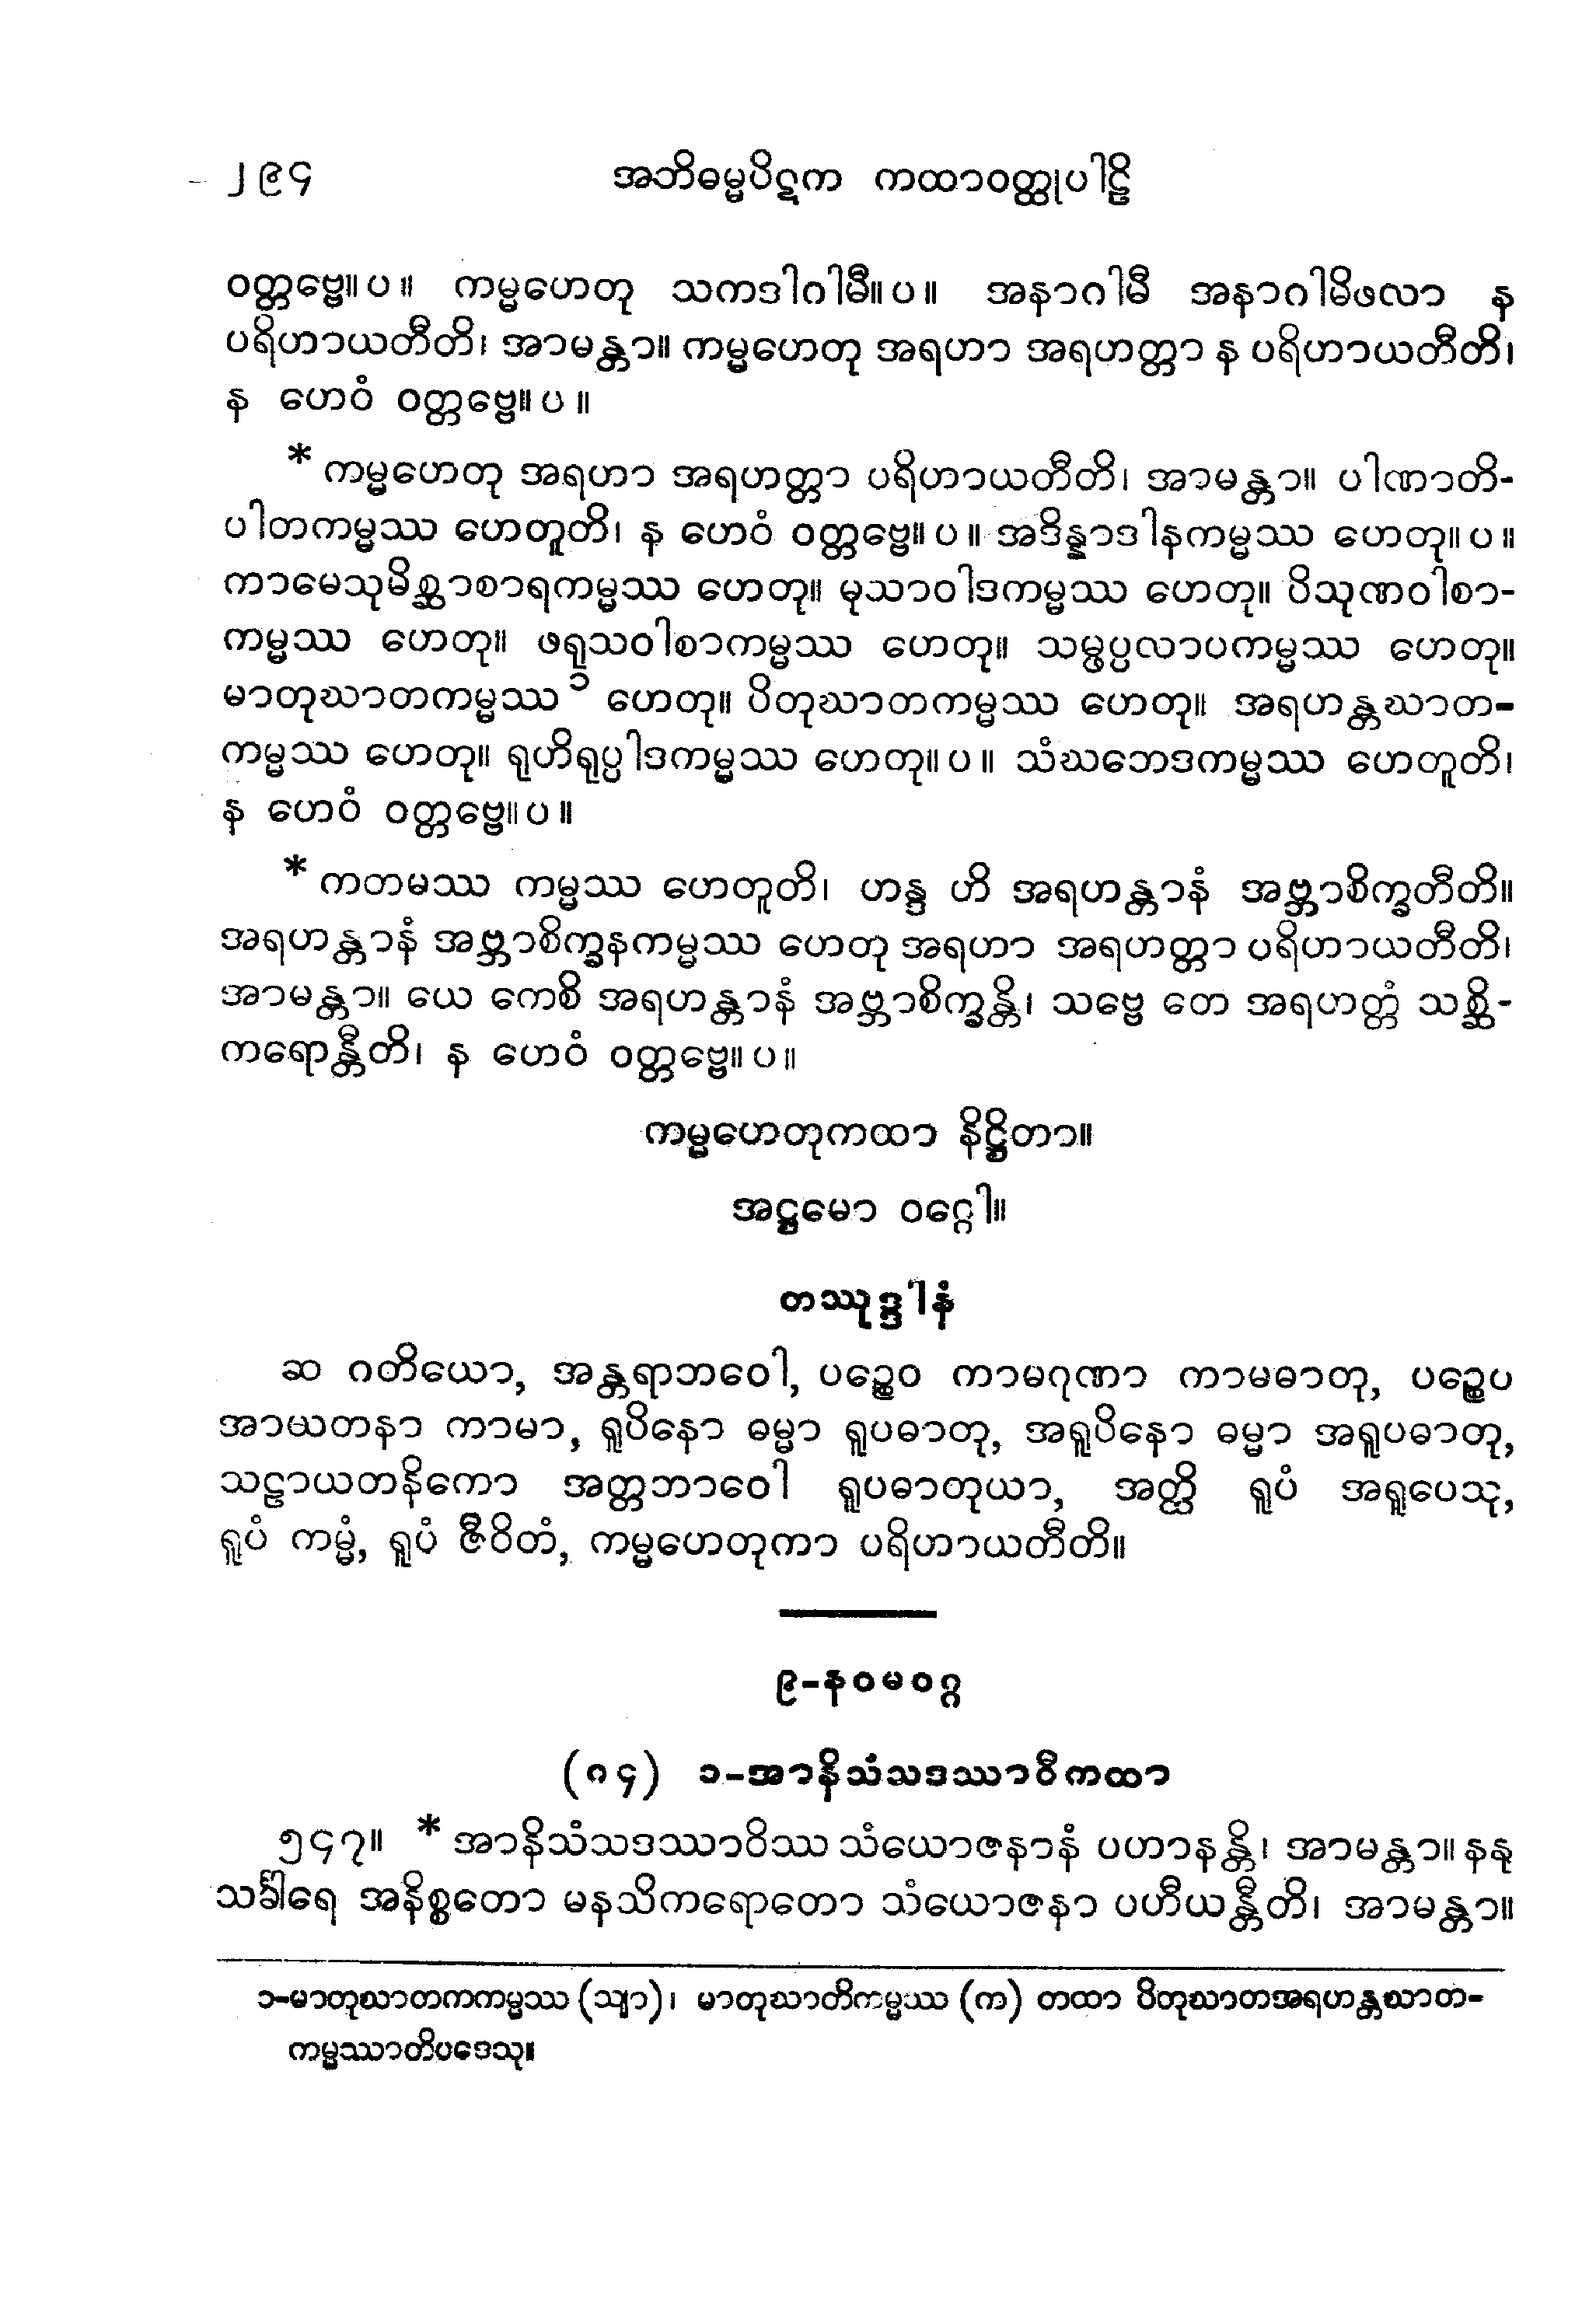 ၂၉၄ အဘိဓမ္မပိဋက ကထာဝတ္ထုပါဠိ
ဝတ္တဗ္ဗေ။ပ။ ကမ္မဟေတု သကဒါဂါမီ။ပ။ အနာဂါမီ အနာဂါမိဖလာ န
ပရိဟာယတီတိ၊ အာမန္တာ။ ကမ္မဟေတု အရဟာ အရဟတ္တာ န ပရိဟာယတီတိ၊
န ဟေဝံ ဝတ္တဗ္ဗေ။ပ။
* ကမ္မဟေတု အရဟာ အရဟတ္တာ ပရိဟာယတီတိ၊ အာမန္တာ။ ပါဏာတိ-
ပါတကမ္မဿ ဟေတူတိ၊ န ဟေဝံ ဝတ္တဗ္ဗေ။ပ။ အဒိန္နာဒါနကမ္မဿ ဟေတု။ပ။
ကာမေသုမိစ္ဆာစာရကမ္မဿ ဟေတု။ မုသာဝါဒကမ္မဿ ဟေတု။ ပိသုဏဝါစာ-
ကမ္မဿ ဟေတု။ ဖရုသဝါစာကမ္မဿ ဟေတု။ သမ္ဖပ္ပလာပကမ္မဿ ဟေတု။
မာတုဃာတကမ္မဿ ၁ ဟေတု။ ပိတုဃာတကမ္မဿ ဟေတု။ အရဟန္တဃာတ-
ကမ္မဿ ဟေတု။ ရုဟိရုပ္ပါဒကမ္မဿ ဟေတု။ပ။ သံဃဘေဒကမ္မဿ ဟေတူတိ၊
န ဟေဝံ ဝတ္တဗ္ဗေ။ပ။
* ကတမဿ ကမ္မဿ ဟေတူတိ၊ ဟန္ဒ ဟိ အရဟန္တာနံ အဗ္ဘာစိက္ခတီတိ။
အရဟန္တာနံ အဗ္ဘာစိက္ခနကမ္မဿ ဟေတု အရဟာ အရဟတ္တာ ပရိဟာယတီတိ၊
အာမန္တာ။ ယေ ကေစိ အရဟန္တာနံ အဗ္ဘာစိက္ခန္တိ၊ သဗ္ဗေ တေ အရဟတ္တံ သစ္ဆိ-
ကရောန္တီတိ၊ န ဟေဝံ ဝတ္တဗ္ဗေ။ပ။
ကမ္မဟေတုကထာ နိဋ္ဌိတာ။
အဋ္ဌမော ဝဂ္ဂေါ။
တဿုဒ္ဒါနံ
ဆ ဂတိယော, အန္တရာဘဝေါ, ပဉ္စေဝ ကာမဂုဏာ ကာမဓာတု, ပဉ္စေပ
အာယတနာ ကာမာ, ရူပိနော ဓမ္မာ ရူပဓာတု, အရူပိနော ဓမ္မာ အရူပဓာတု,
သဠာယတနိကော အတ္တဘာဝေါ ရူပဓာတုယာ, အတ္ထိ ရူပံ အရူပေသု,
ရူပံ ကမ္မံ, ရူပံ ဇီဝိတံ, ကမ္မဟေတုကာ ပရိဟာယတီတိ။
၉-နဝမဝဂ္ဂ
(၈၄) ၁-အာနိသံသဒဿာဝီကထာ
၅၄၇။ * အာနိသံသဒဿာဝိဿ သံယောဇနာနံ ပဟာနန္တိ၊ အာမန္တာ။ နနု
သင်္ခါရေ အနိစ္စတော မနသိကရောတော သံယောဇနာ ပဟီယန္တီတိ၊ အာမန္တာ။
၁-မာတုဃာတကကမ္မဿ (သျာ)၊ မာတုဃာတိကမ္မဿ (က) တထာ ပိတုဃာတအရဟန္တဃာတ-
ကမ္မဿာတိပဒေသု။